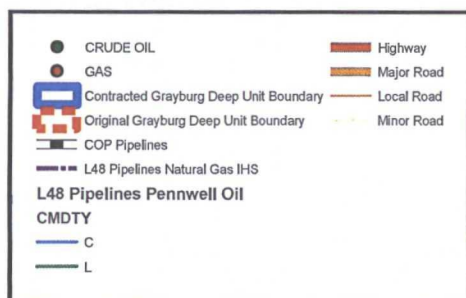 CRUDE OIL
GAS
Contracted Grayburg Deep Unit Boundary
Original Grayburg Deep Unit Boundary
COP Pipelines
L48 Pipelines Natural Gas IHS
L48 Pipelines Pennwell Oil
CMDTY
C
L
Highway
Major Road
Local Road
Minor Road